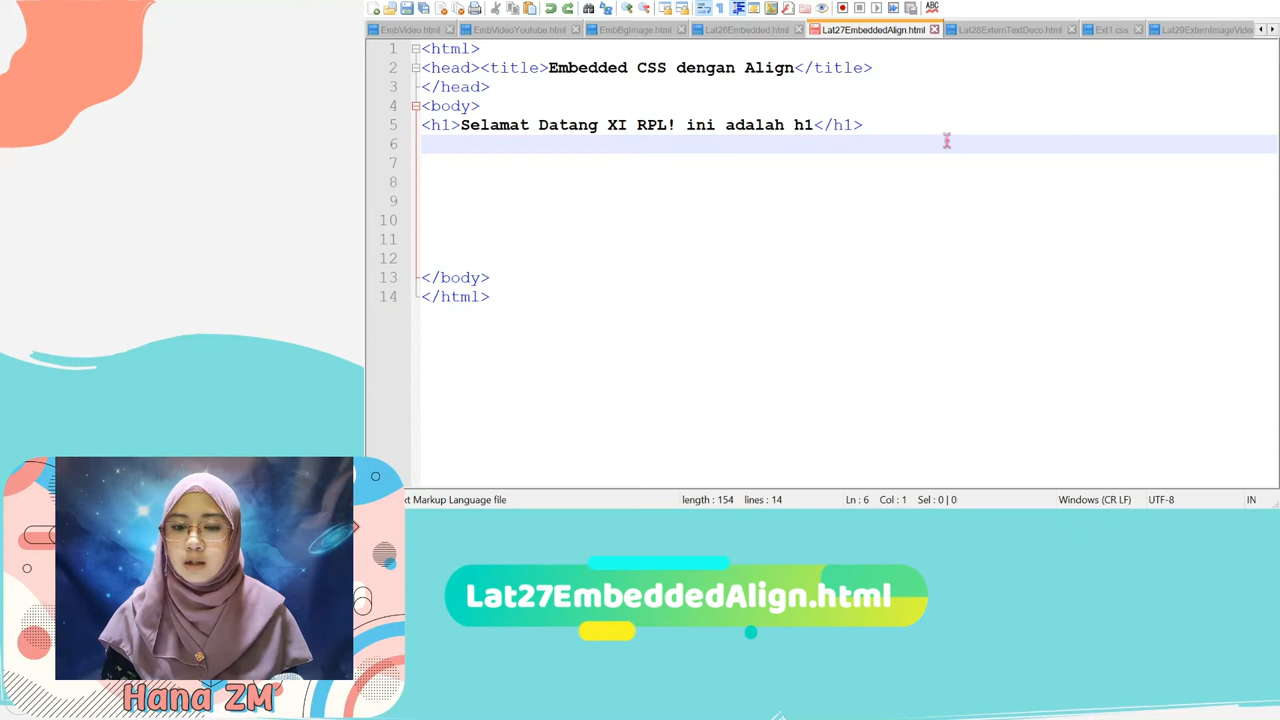 EmbVideo.html
EmbVideoYoutube.html
EmbBgImage.html
Lat26Embedded.html
Lat27EmbeddedAlign.html
Lat28ExternTextDeco.html
Ext1.css
Lat29ExternImageVideo
1 <html>
2 <head><title>Embedded CSS dengan Align</title>
3 </head>
4 <body>
5 <h1>Selamat Datang XI RPL! ini adalah h1</h1>
6
7
8
9
10
11
12
13 </body>
14 </html>
t Markup Language file length : 154 lines : 14 Ln : 6 Col : 1 Sel : 0 | 0 Windows (CR LF) UTF-8 IN
Lat27EmbeddedAlign.html
Hana ZM